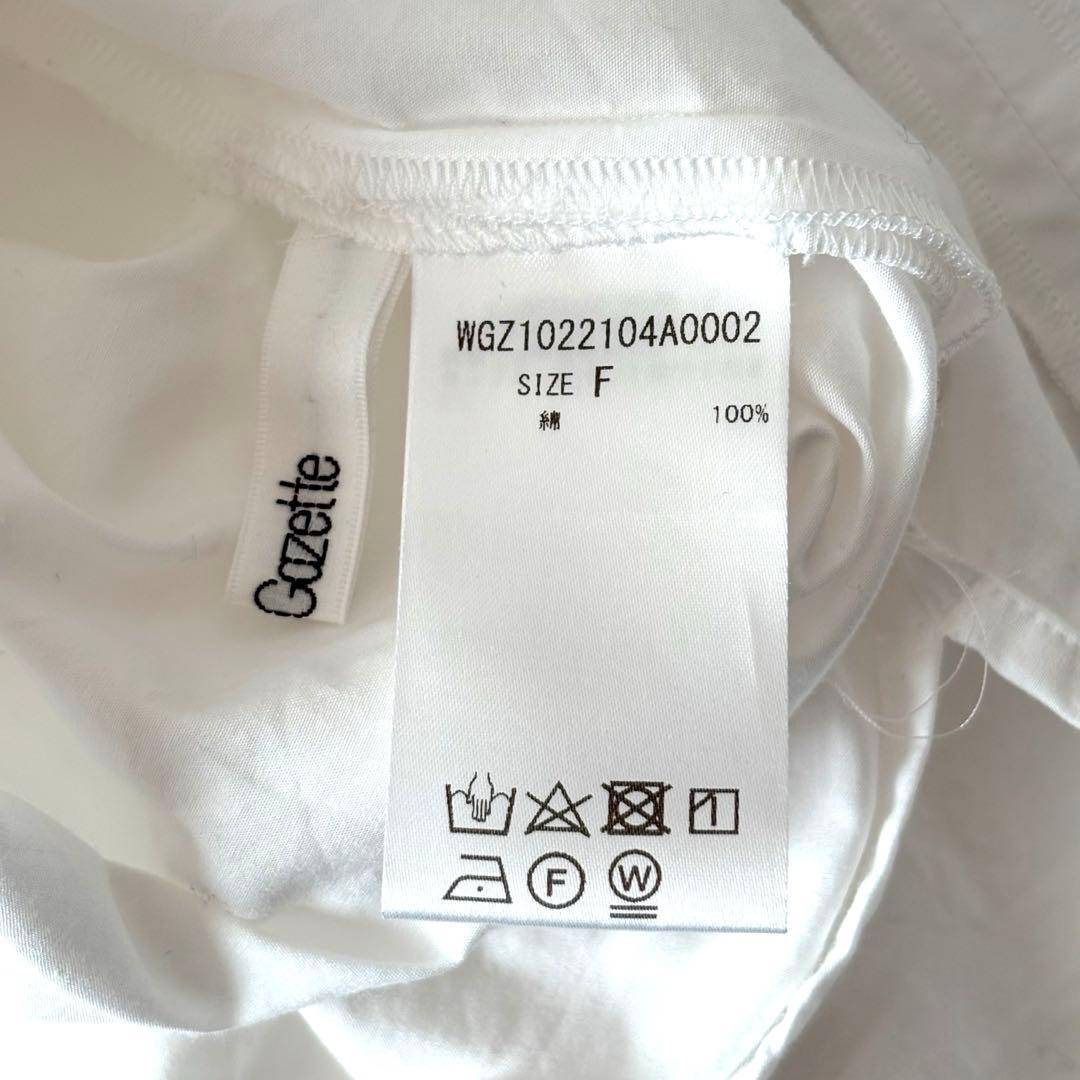 WGZ1022104A0002
SIZE F
綿 100%
Gazette
F
W